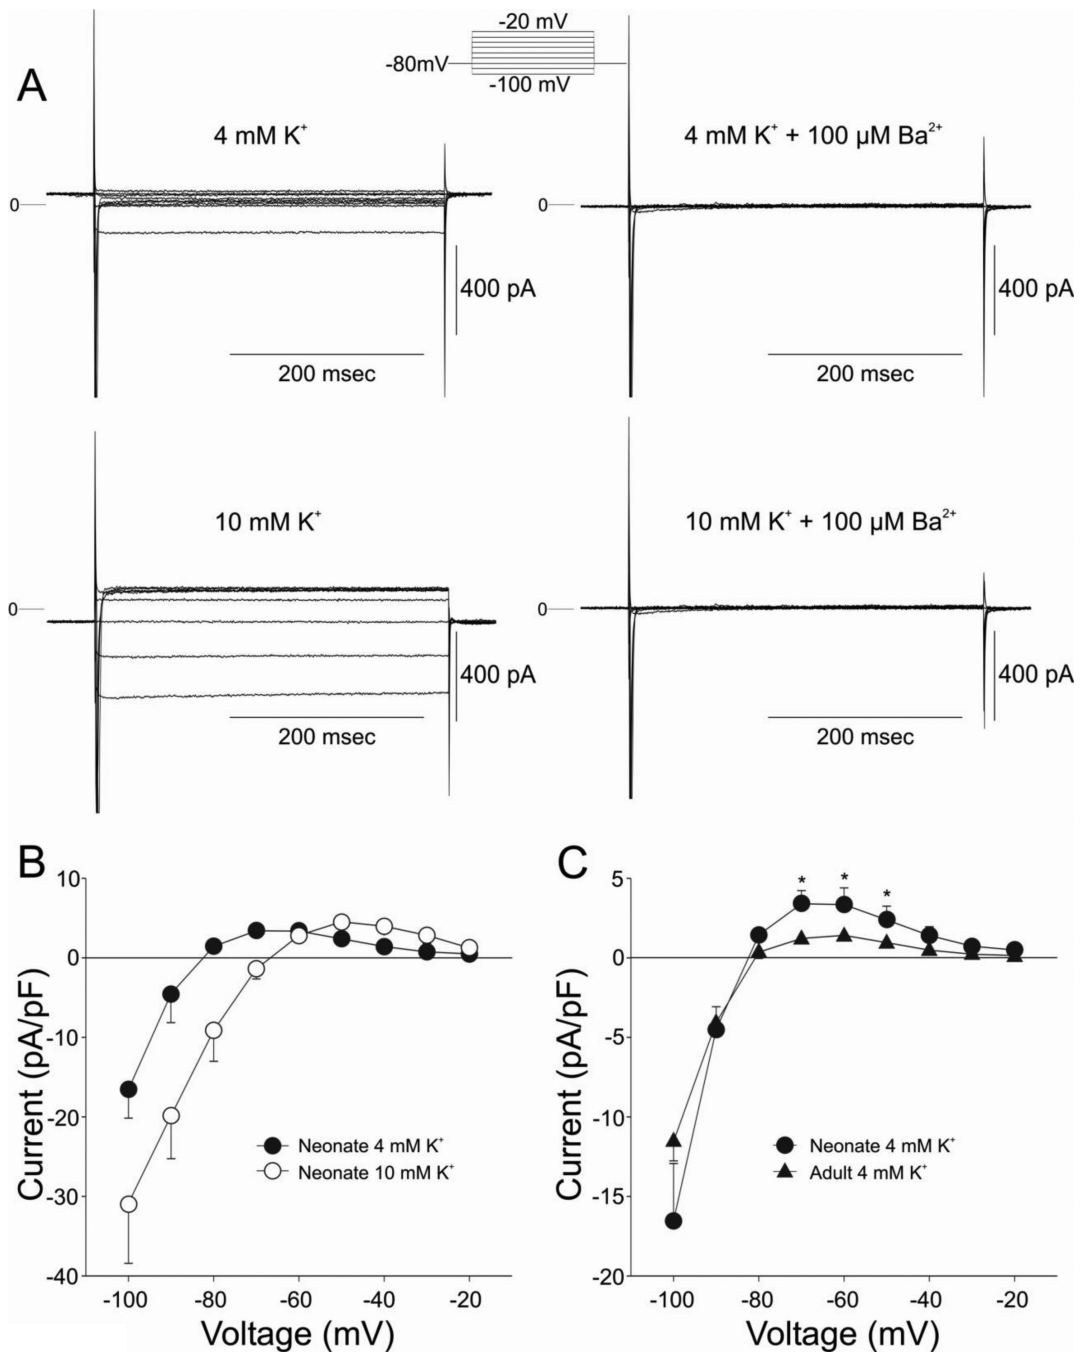 A
-20 mV
-80mV
-100 mV
4 mM K⁺
4 mM K⁺ + 100 µM Ba²⁺
0
0
400 pA
400 pA
200 msec
200 msec
10 mM K⁺
10 mM K⁺ + 100 µM Ba²⁺
0
0
400 pA
400 pA
200 msec
200 msec
B
10
0
-10
-20
-30
-40
Current (pA/pF)
Neonate 4 mM K⁺
Neonate 10 mM K⁺
-100 -80 -60 -40 -20
Voltage (mV)
C
5
0
-5
-10
-15
-20
Current (pA/pF)
* * *
Neonate 4 mM K⁺
Adult 4 mM K⁺
-100 -80 -60 -40 -20
Voltage (mV)